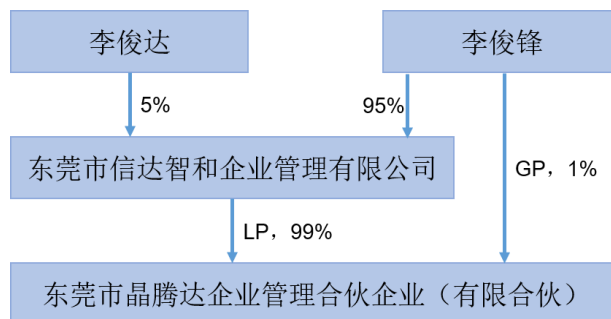 李俊达
李俊锋
5%
95%
东莞市信达智和企业管理有限公司
GP，1%
LP，99%
东莞市晶腾达企业管理合伙企业（有限合伙）